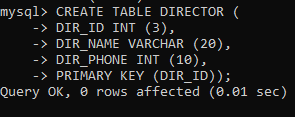 mysql> CREATE TABLE DIRECTOR (
    -> DIR_ID INT (3),
    -> DIR_NAME VARCHAR (20),
    -> DIR_PHONE INT (10),
    -> PRIMARY KEY (DIR_ID));
Query OK, 0 rows affected (0.01 sec)